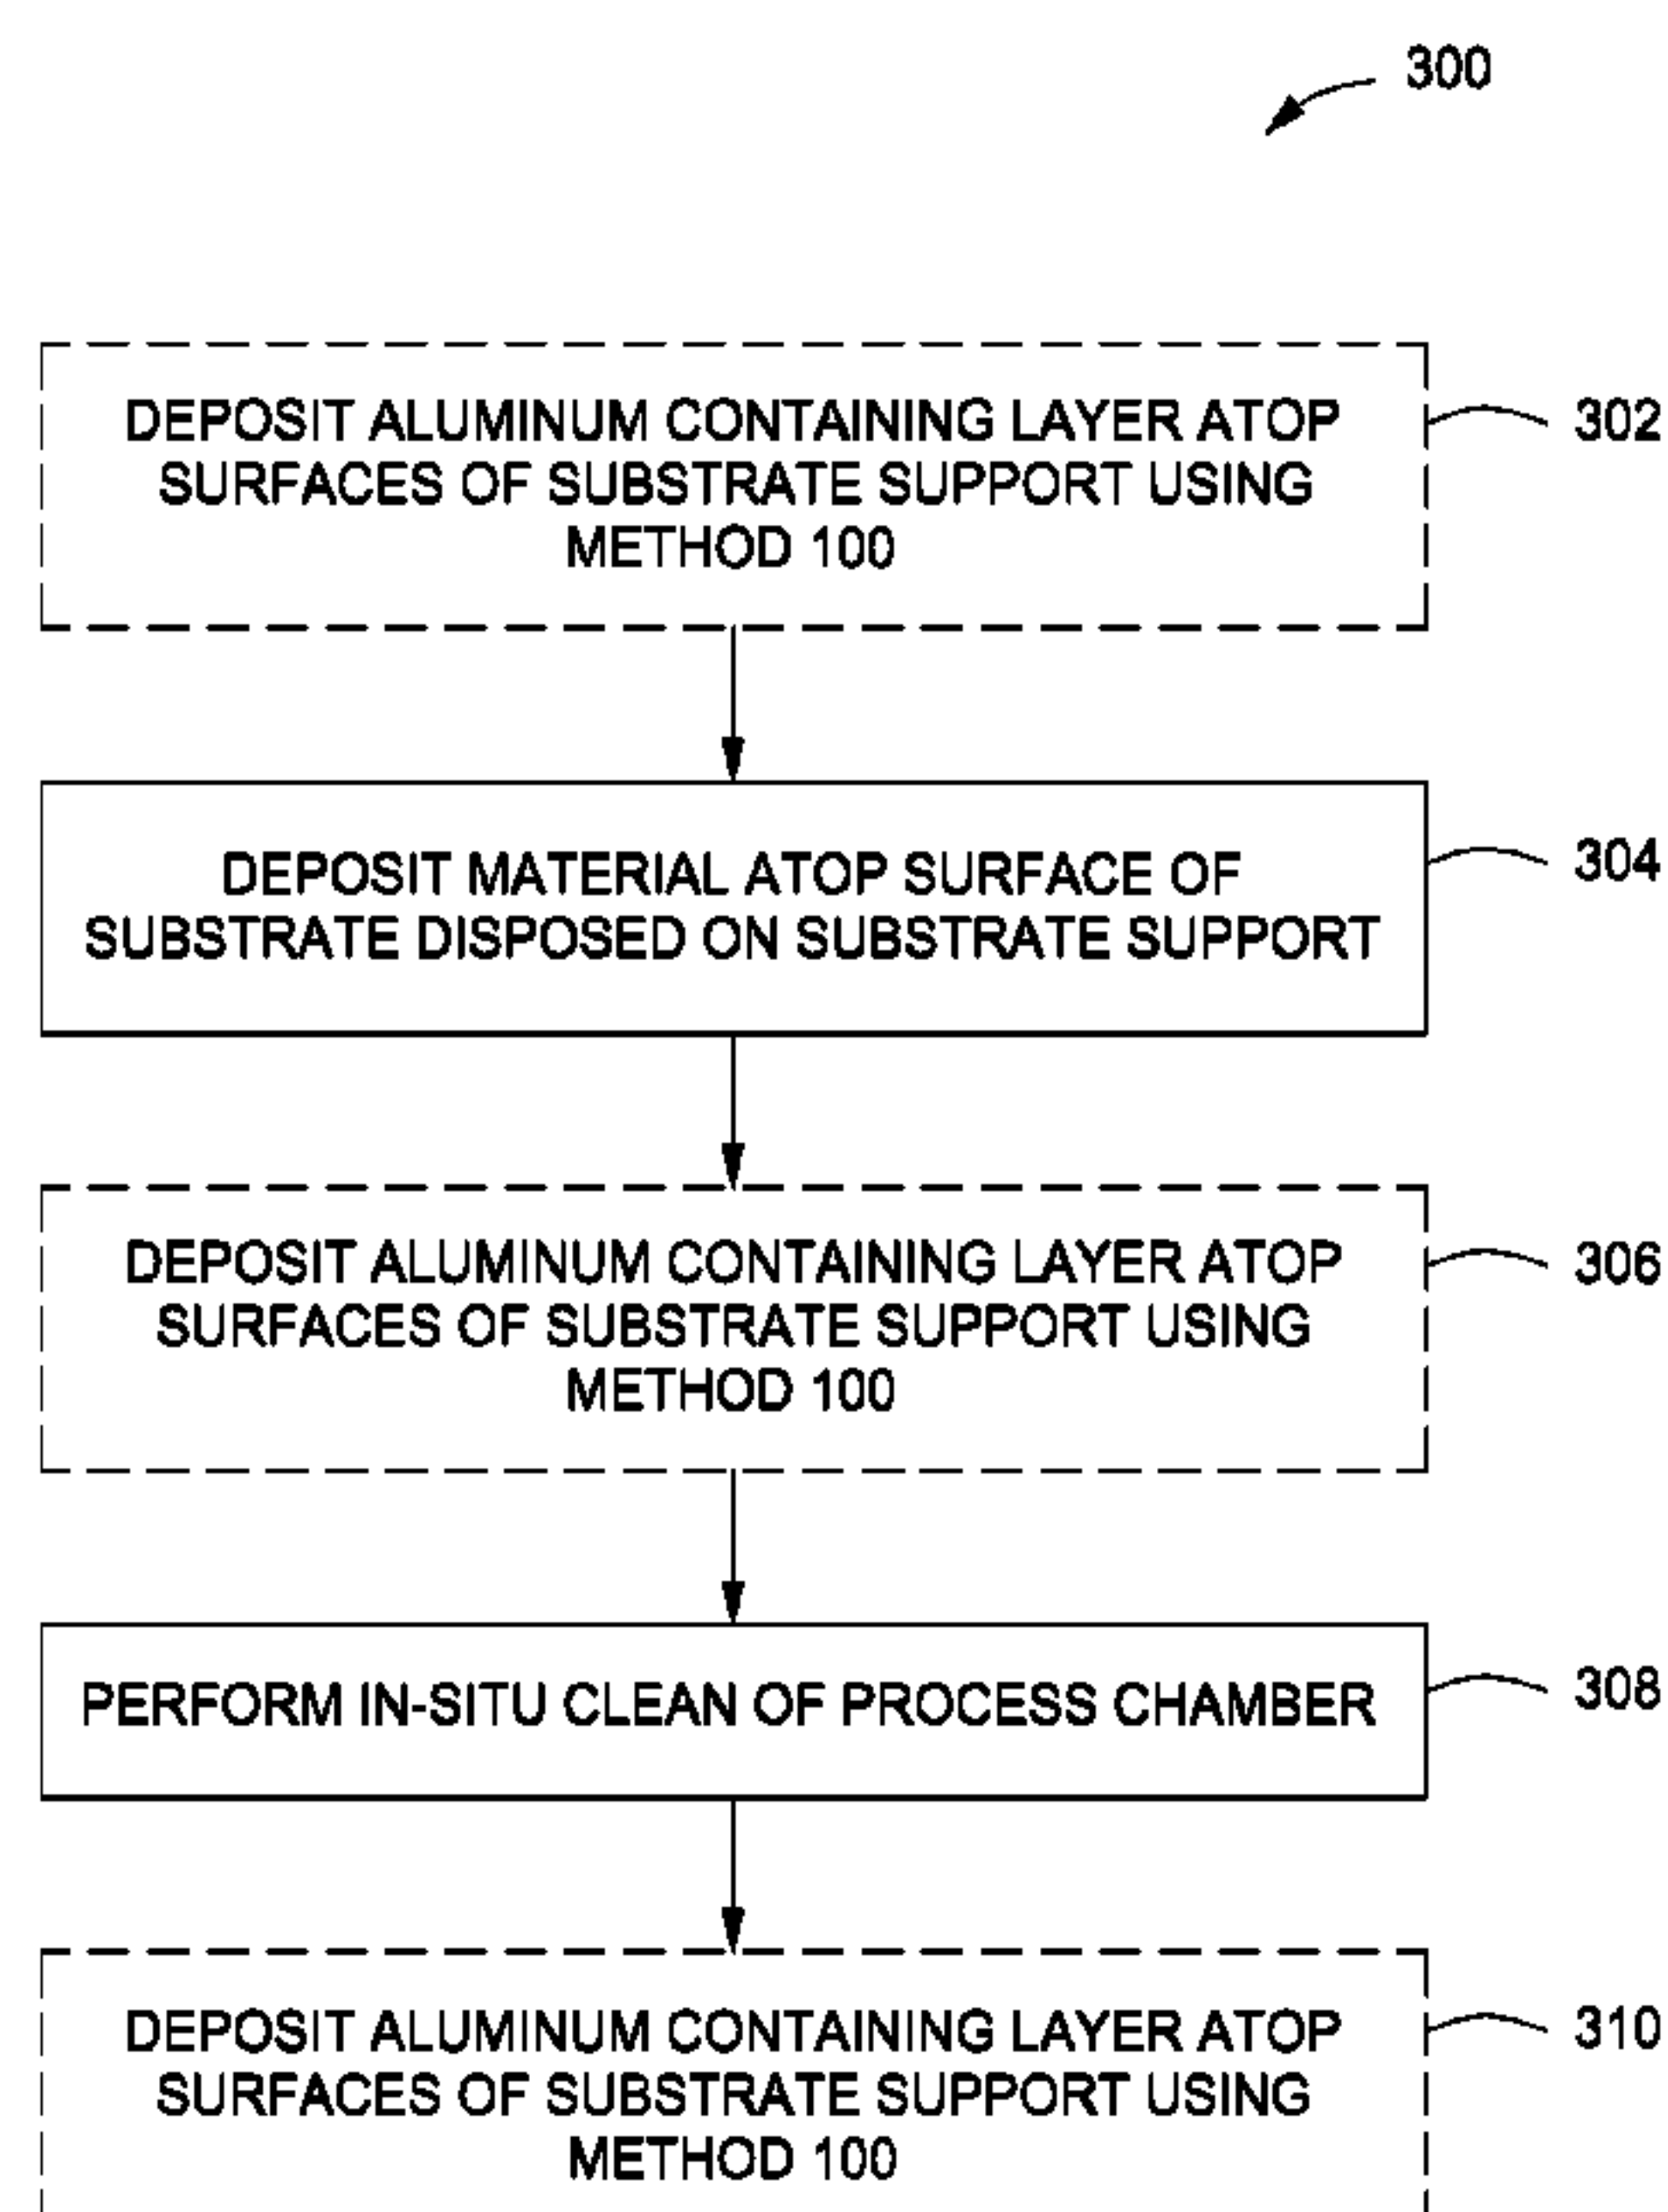 300
DEPOSIT ALUMINUM CONTAINING LAYER ATOP
SURFACES OF SUBSTRATE SUPPORT USING
METHOD 100
302
DEPOSIT MATERIAL ATOP SURFACE OF
SUBSTRATE DISPOSED ON SUBSTRATE SUPPORT
304
DEPOSIT ALUMINUM CONTAINING LAYER ATOP
SURFACES OF SUBSTRATE SUPPORT USING
METHOD 100
306
PERFORM IN-SITU CLEAN OF PROCESS CHAMBER
308
DEPOSIT ALUMINUM CONTAINING LAYER ATOP
SURFACES OF SUBSTRATE SUPPORT USING
METHOD 100
310